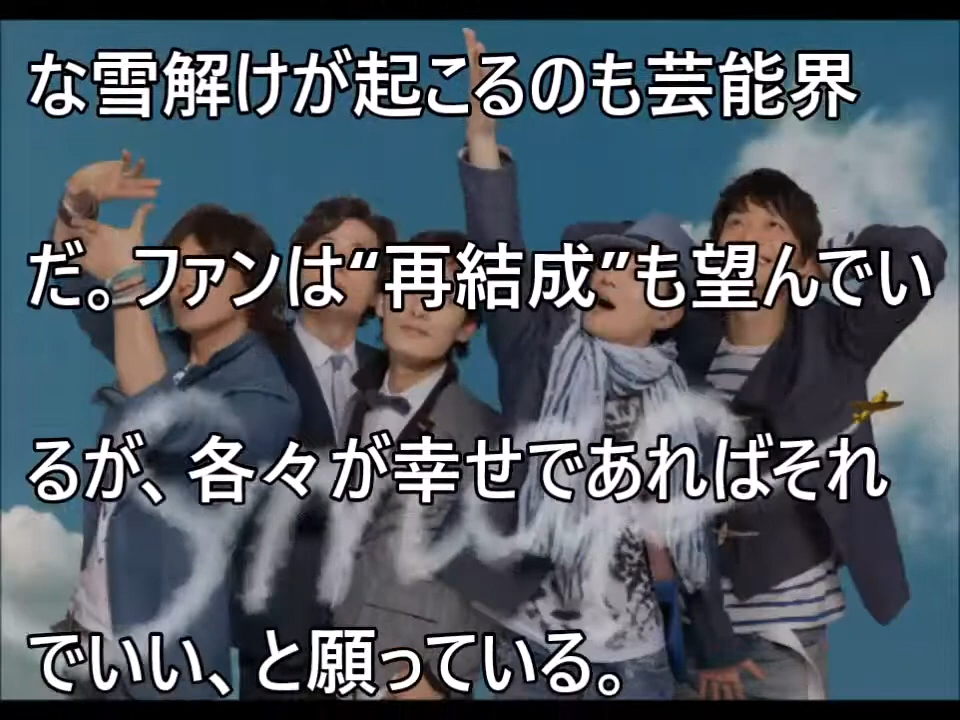 な雪解けが起こるのも芸能界
だ。ファンは“再結成”も望んでい
るが、各々が幸せであればそれ
でいい、と願っている。